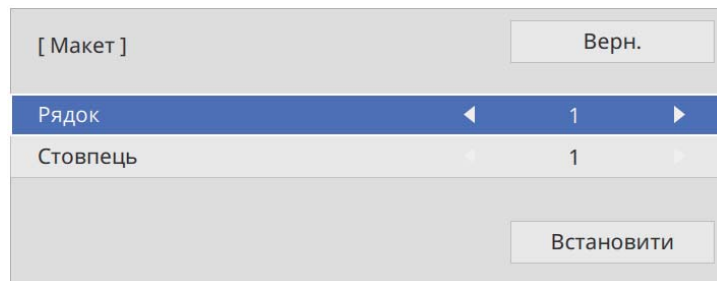 [ Макет ]
Верн.
Рядок 1
Стовпець 1
Встановити